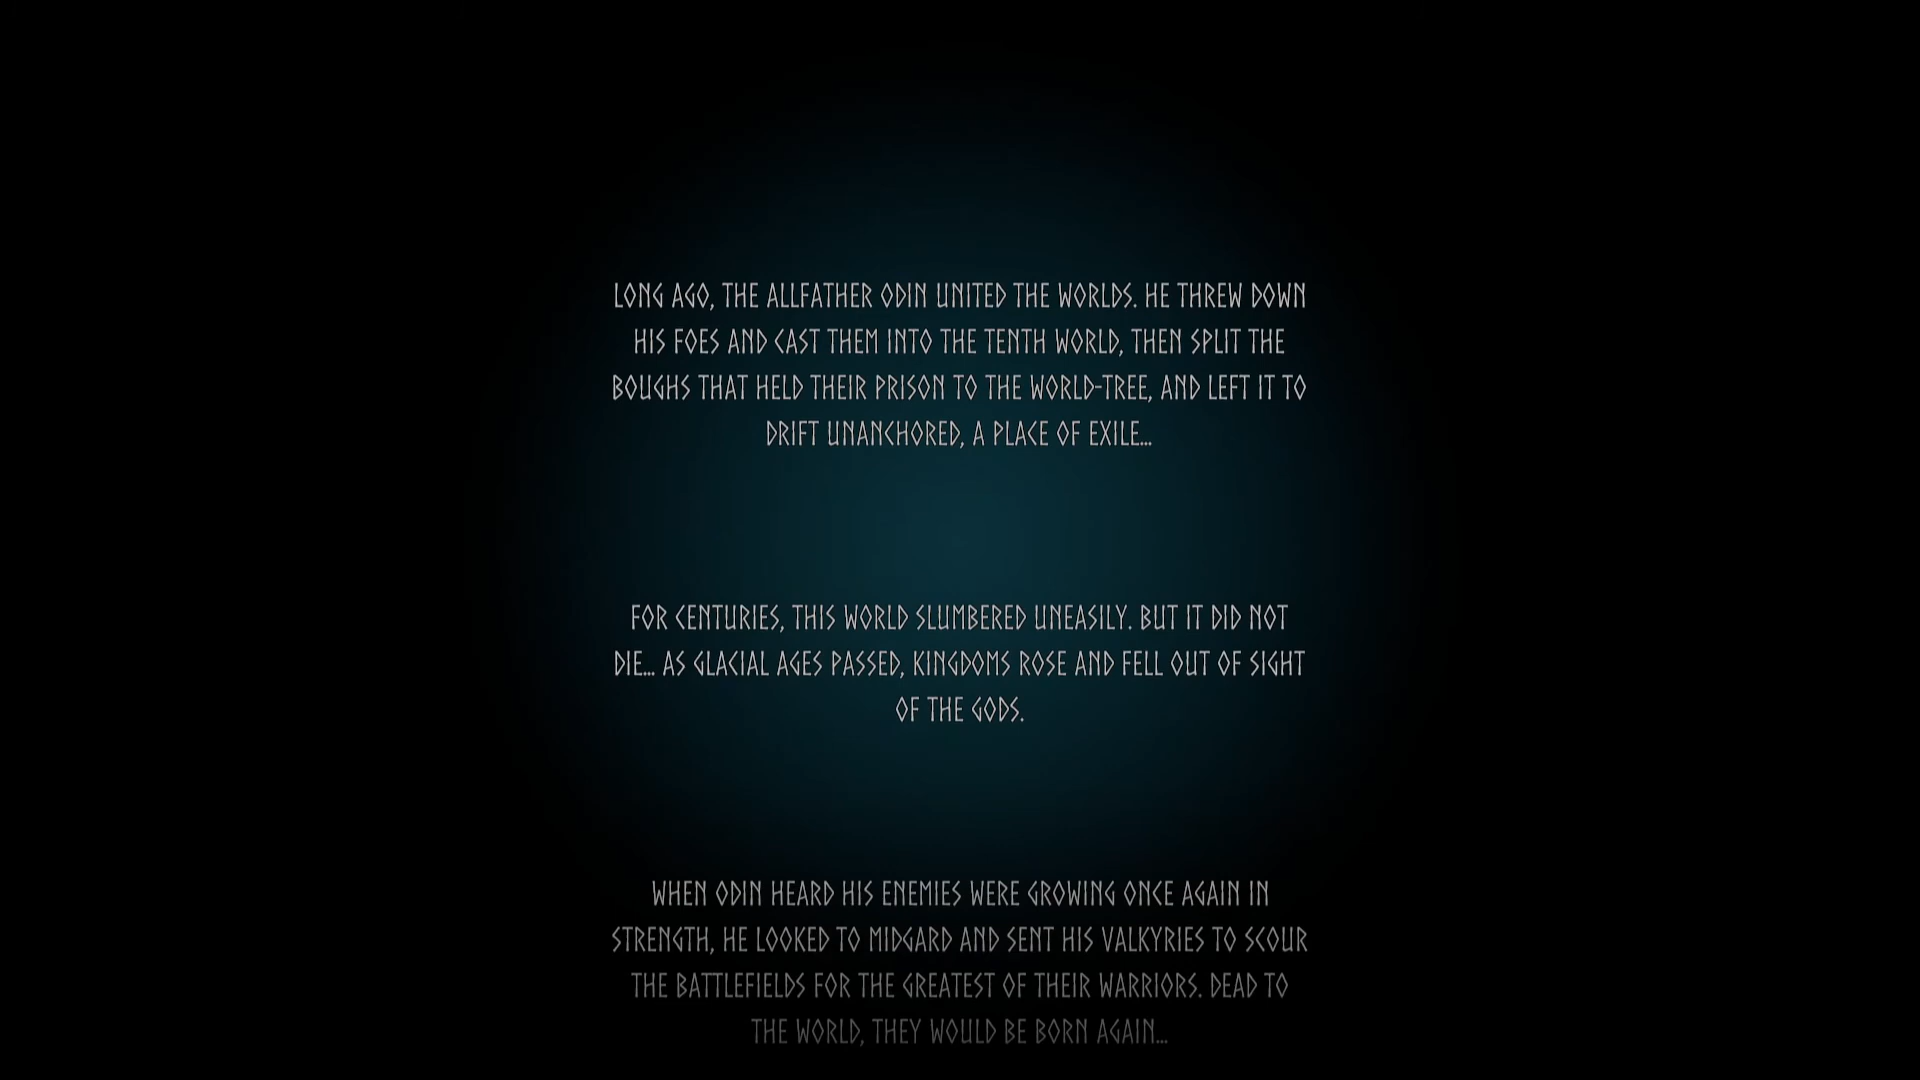 LONG AGO, THE ALLFATHER ODIN UNITED THE WORLDS. HE THREW DOWN
HIS FOES AND CAST THEM INTO THE TENTH WORLD, THEN SPLIT THE
BOUGHS THAT HELD THEIR PRISON TO THE WORLD-TREE, AND LEFT IT TO
DRIFT UNANCHORED, A PLACE OF EXILE...
FOR CENTURIES, THIS WORLD SLUMBERED UNEASILY. BUT IT DID NOT
DIE... AS GLACIAL AGES PASSED, KINGDOMS ROSE AND FELL OUT OF SIGHT
OF THE GODS.
WHEN ODIN HEARD HIS ENEMIES WERE GROWING ONCE AGAIN IN
STRENGTH, HE LOOKED TO MIDGARD AND SENT HIS VALKYRIES TO SCOUR
THE BATTLEFIELDS FOR THE GREATEST OF THEIR WARRIORS. DEAD TO
THE WORLD, THEY WOULD BE BORN AGAIN...